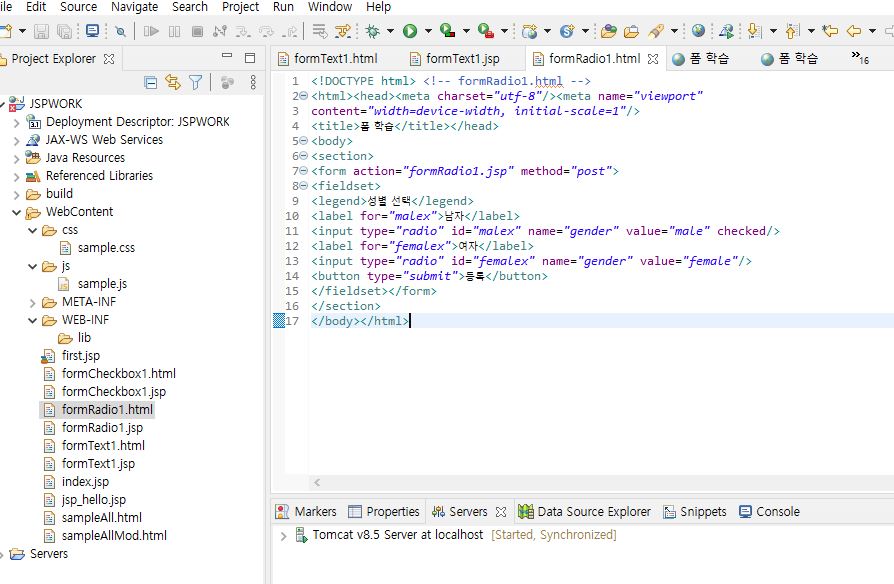 ile Edit Source Navigate Search Project Run Window Help
Project Explorer
formText1.html formText1.jsp formRadio1.html 폼 학습 폼 학습 »16
JSPWORK
Deployment Descriptor: JSPWORK
JAX-WS Web Services
Java Resources
Referenced Libraries
build
WebContent
css
sample.css
js
sample.js
META-INF
WEB-INF
lib
first.jsp
formCheckbox1.html
formCheckbox1.jsp
formRadio1.html
formRadio1.jsp
formText1.html
formText1.jsp
index.jsp
jsp_hello.jsp
sampleAll.html
sampleAllMod.html
Servers
1 <!DOCTYPE html> <!-- formRadio1.html -->
2 <html><head><meta charset="utf-8"/><meta name="viewport"
3 content="width=device-width, initial-scale=1"/>
4 <title>폼 학습</title></head>
5 <body>
6 <section>
7 <form action="formRadio1.jsp" method="post">
8 <fieldset>
9 <legend>성별 선택</legend>
10 <label for="malex">남자</label>
11 <input type="radio" id="malex" name="gender" value="male" checked/>
12 <label for="femalex">여자</label>
13 <input type="radio" id="femalex" name="gender" value="female"/>
14 <button type="submit">등록</button>
15 </fieldset></form>
16 </section>
17 </body></html>
Markers Properties Servers Data Source Explorer Snippets Console
Tomcat v8.5 Server at localhost [Started, Synchronized]